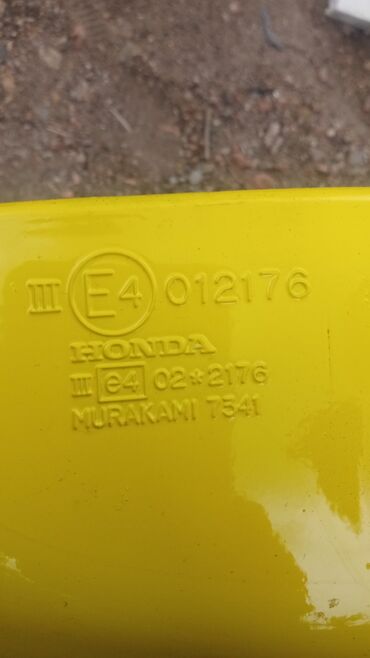 III E4 012176
HONDA
III e4 02*2176
MURAKAMI 7541